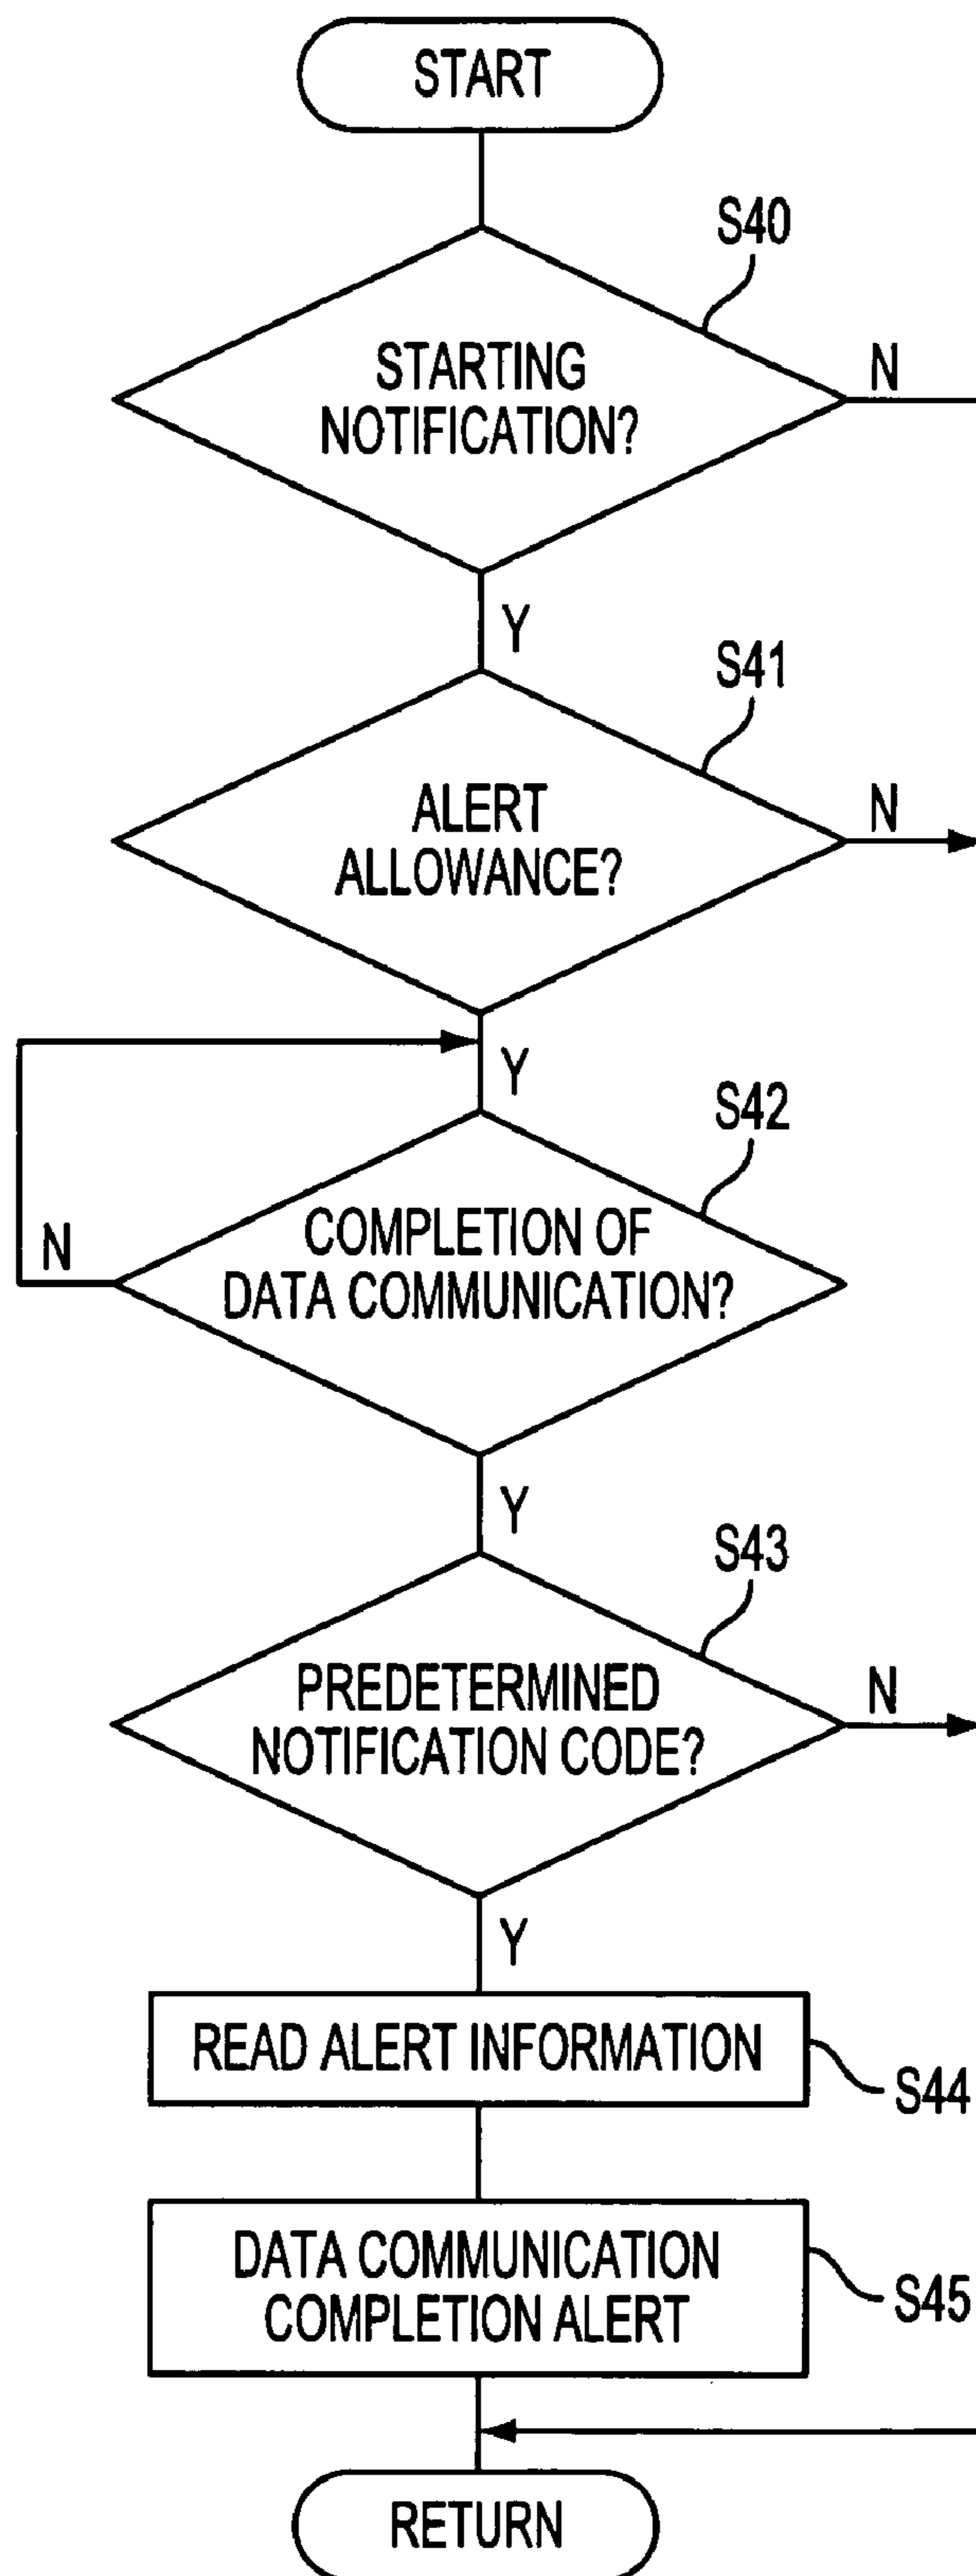 START
S40
STARTING
NOTIFICATION?
N
Y
S41
ALERT
ALLOWANCE?
N
Y
S42
COMPLETION OF
DATA COMMUNICATION?
N
Y
S43
PREDETERMINED
NOTIFICATION CODE?
N
Y
READ ALERT INFORMATION
S44
DATA COMMUNICATION
COMPLETION ALERT
S45
RETURN